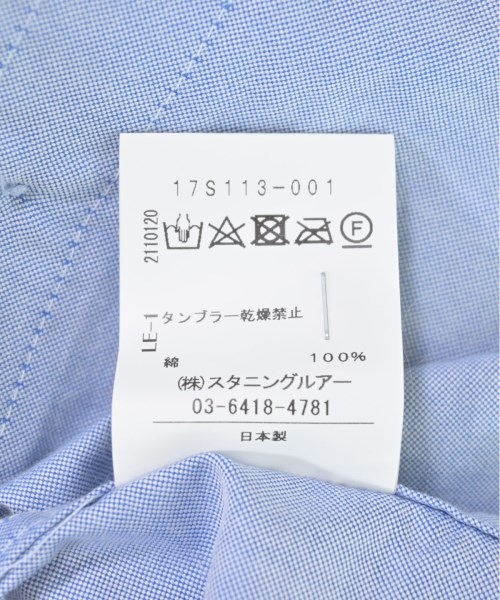 17S113-001
2110120
F
LE-1
タンブラー乾燥禁止
綿 100%
(株)スタニングルアー
03-6418-4781
日本製